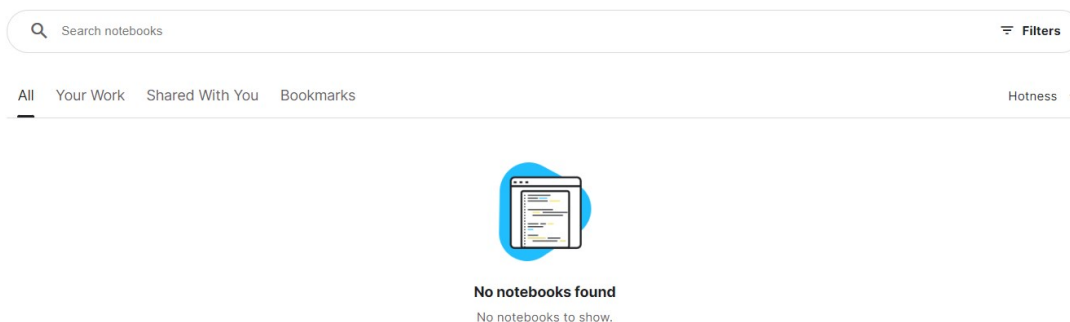 Search notebooks
Filters
All Your Work Shared With You Bookmarks
Hotness
No notebooks found
No notebooks to show.